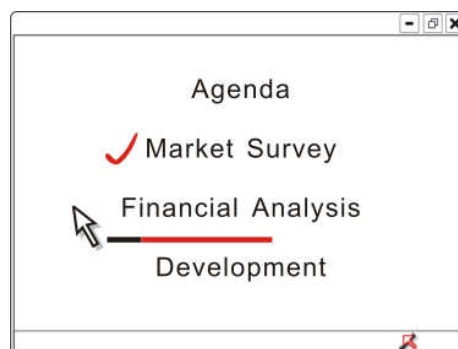 Agenda
Market Survey
Financial Analysis
Development